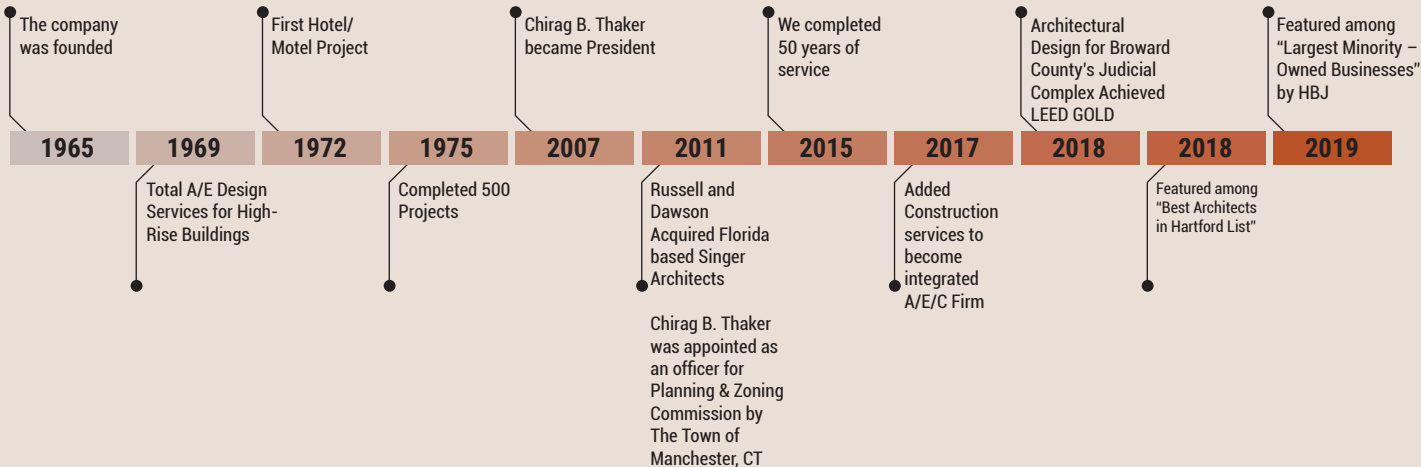 The company
was founded
First Hotel/
Motel Project
Chirag B. Thaker
became President
We completed
50 years of
service
Architectural
Design for Broward
County's Judicial
Complex Achieved
LEED GOLD
Featured among
“Largest Minority –
Owned Businesses”
by HBJ
1965 1969 1972 1975 2007 2011 2015 2017 2018 2018 2019
Total A/E Design
Services for High-
Rise Buildings
Completed 500
Projects
Russell and
Dawson
Acquired Florida
based Singer
Architects
Chirag B. Thaker
was appointed as
an officer for
Planning & Zoning
Commission by
The Town of
Manchester, CT
Added
Construction
services to
become
integrated
A/E/C Firm
Featured among
“Best Architects
in Hartford List”